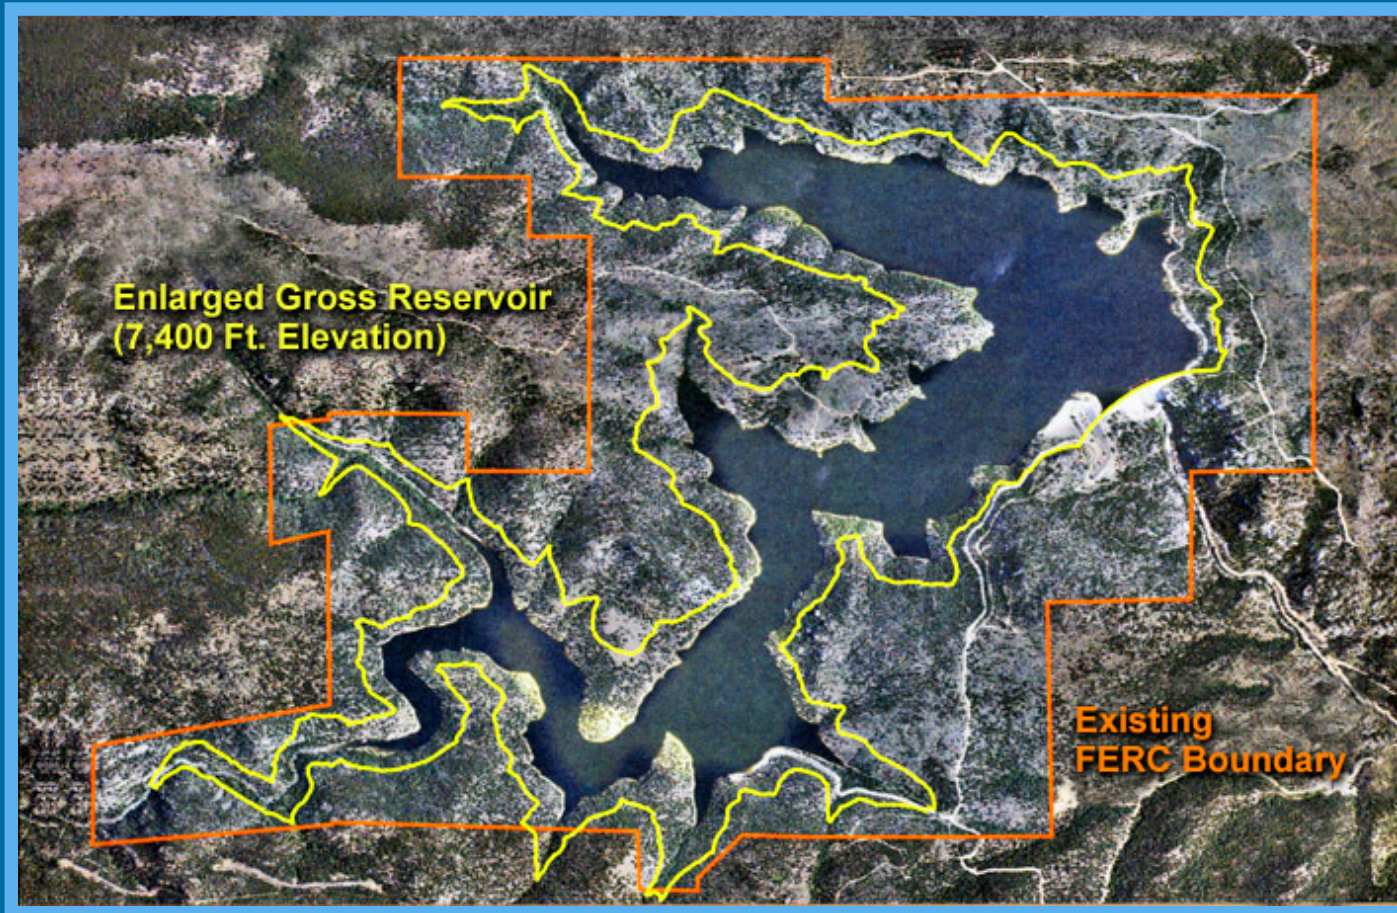 Enlarged Gross Reservoir
(7,400 Ft. Elevation)
Existing
FERC Boundary